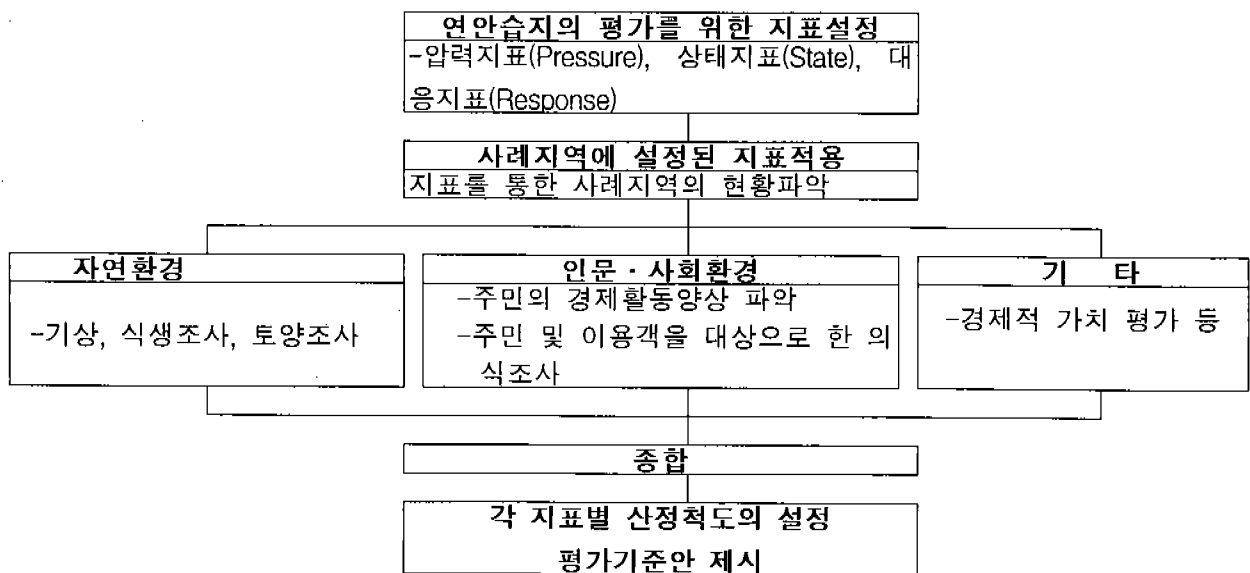 연안습지의 평가를 위한 지표설정
-압력지표(Pressure), 상태지표(State), 대
응지표(Response)
사례지역에 설정된 지표적용
지표를 통한 사례지역의 현황파악
자연환경
-기상, 식생조사, 토양조사
인문·사회환경
-주민의 경제활동양상 파악
-주민 및 이용객을 대상으로 한 의
식조사
기 타
-경제적 가치 평가 등
종합
각 지표별 산정척도의 설정
평가기준안 제시